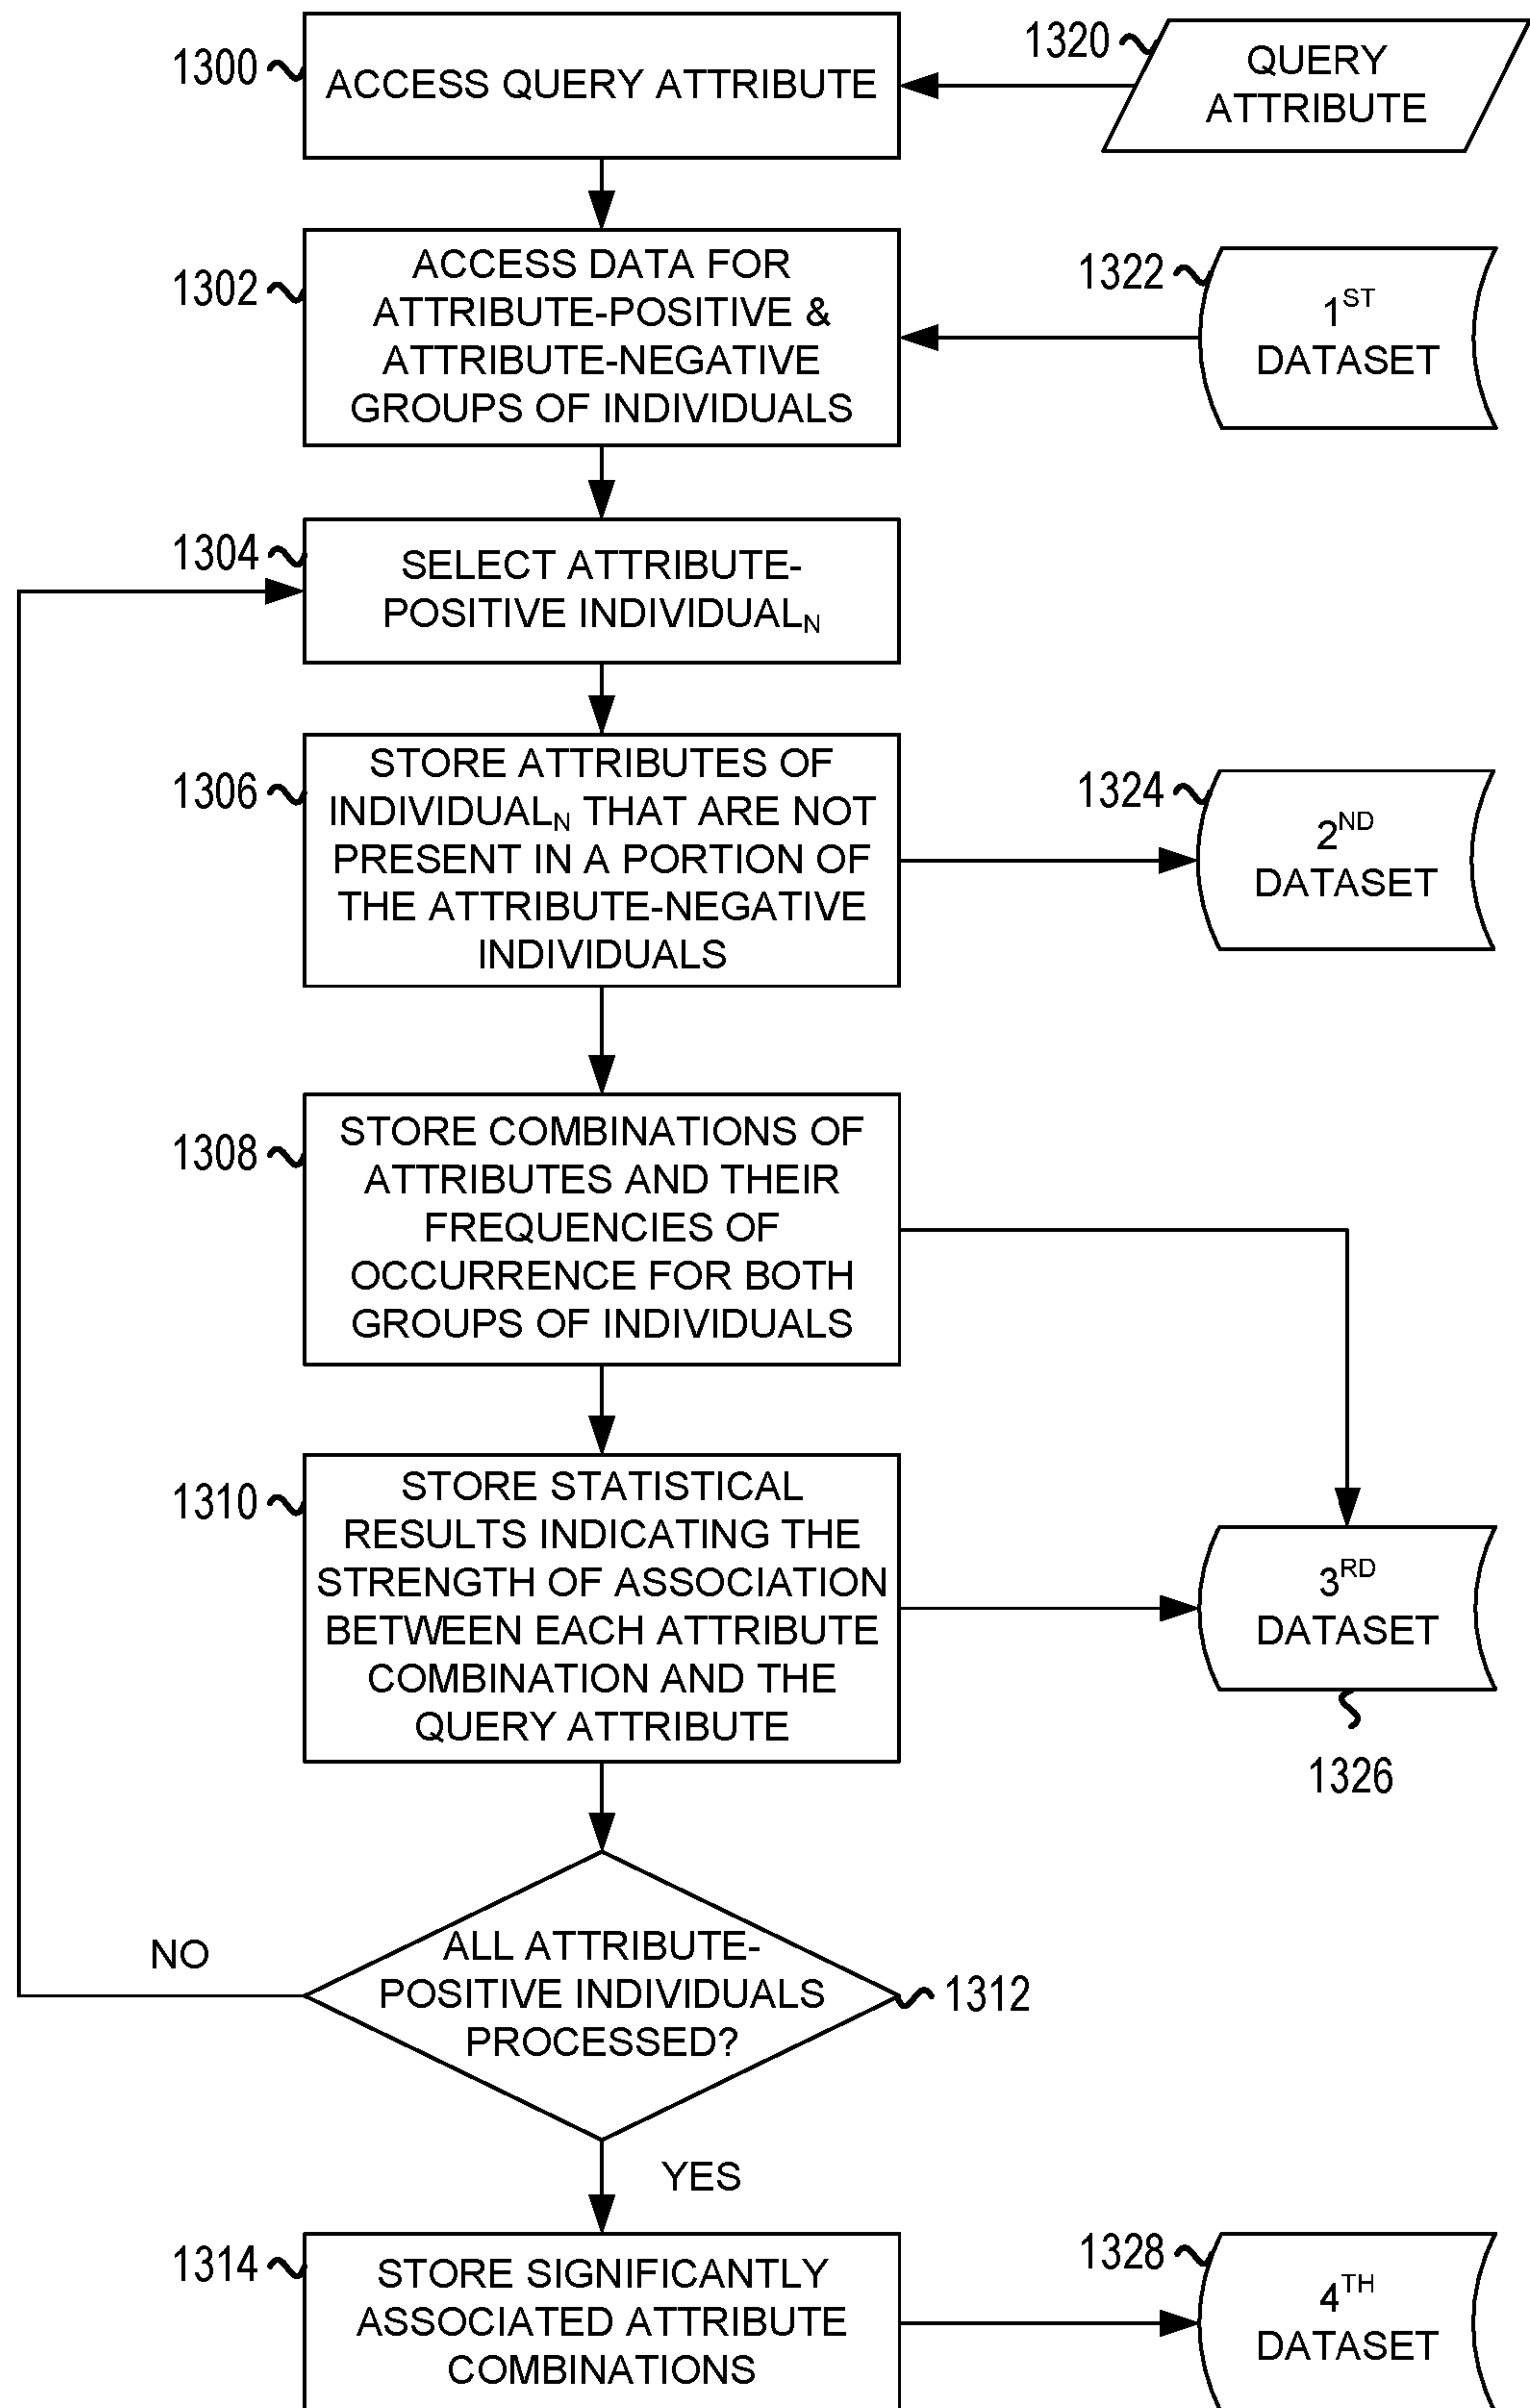 1300
ACCESS QUERY ATTRIBUTE
1320
QUERY
ATTRIBUTE
1302
ACCESS DATA FOR
ATTRIBUTE-POSITIVE &
ATTRIBUTE-NEGATIVE
GROUPS OF INDIVIDUALS
1322
1ST
DATASET
1304
SELECT ATTRIBUTE-
POSITIVE INDIVIDUALN
1306
STORE ATTRIBUTES OF
INDIVIDUALN THAT ARE NOT
PRESENT IN A PORTION OF
THE ATTRIBUTE-NEGATIVE
INDIVIDUALS
1324
2ND
DATASET
1308
STORE COMBINATIONS OF
ATTRIBUTES AND THEIR
FREQUENCIES OF
OCCURRENCE FOR BOTH
GROUPS OF INDIVIDUALS
1310
STORE STATISTICAL
RESULTS INDICATING THE
STRENGTH OF ASSOCIATION
BETWEEN EACH ATTRIBUTE
COMBINATION AND THE
QUERY ATTRIBUTE
3RD
DATASET
1326
NO
ALL ATTRIBUTE-
POSITIVE INDIVIDUALS
PROCESSED?
1312
YES
1314
STORE SIGNIFICANTLY
ASSOCIATED ATTRIBUTE
COMBINATIONS
1328
4TH
DATASET